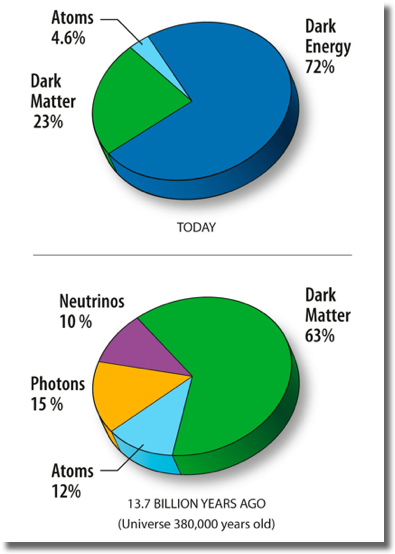 Atoms
4.6%
Dark
Energy
72%
Dark
Matter
23%
TODAY
Neutrinos
10 %
Dark
Matter
63%
Photons
15 %
Atoms
12%
13.7 BILLION YEARS AGO
(Universe 380,000 years old)